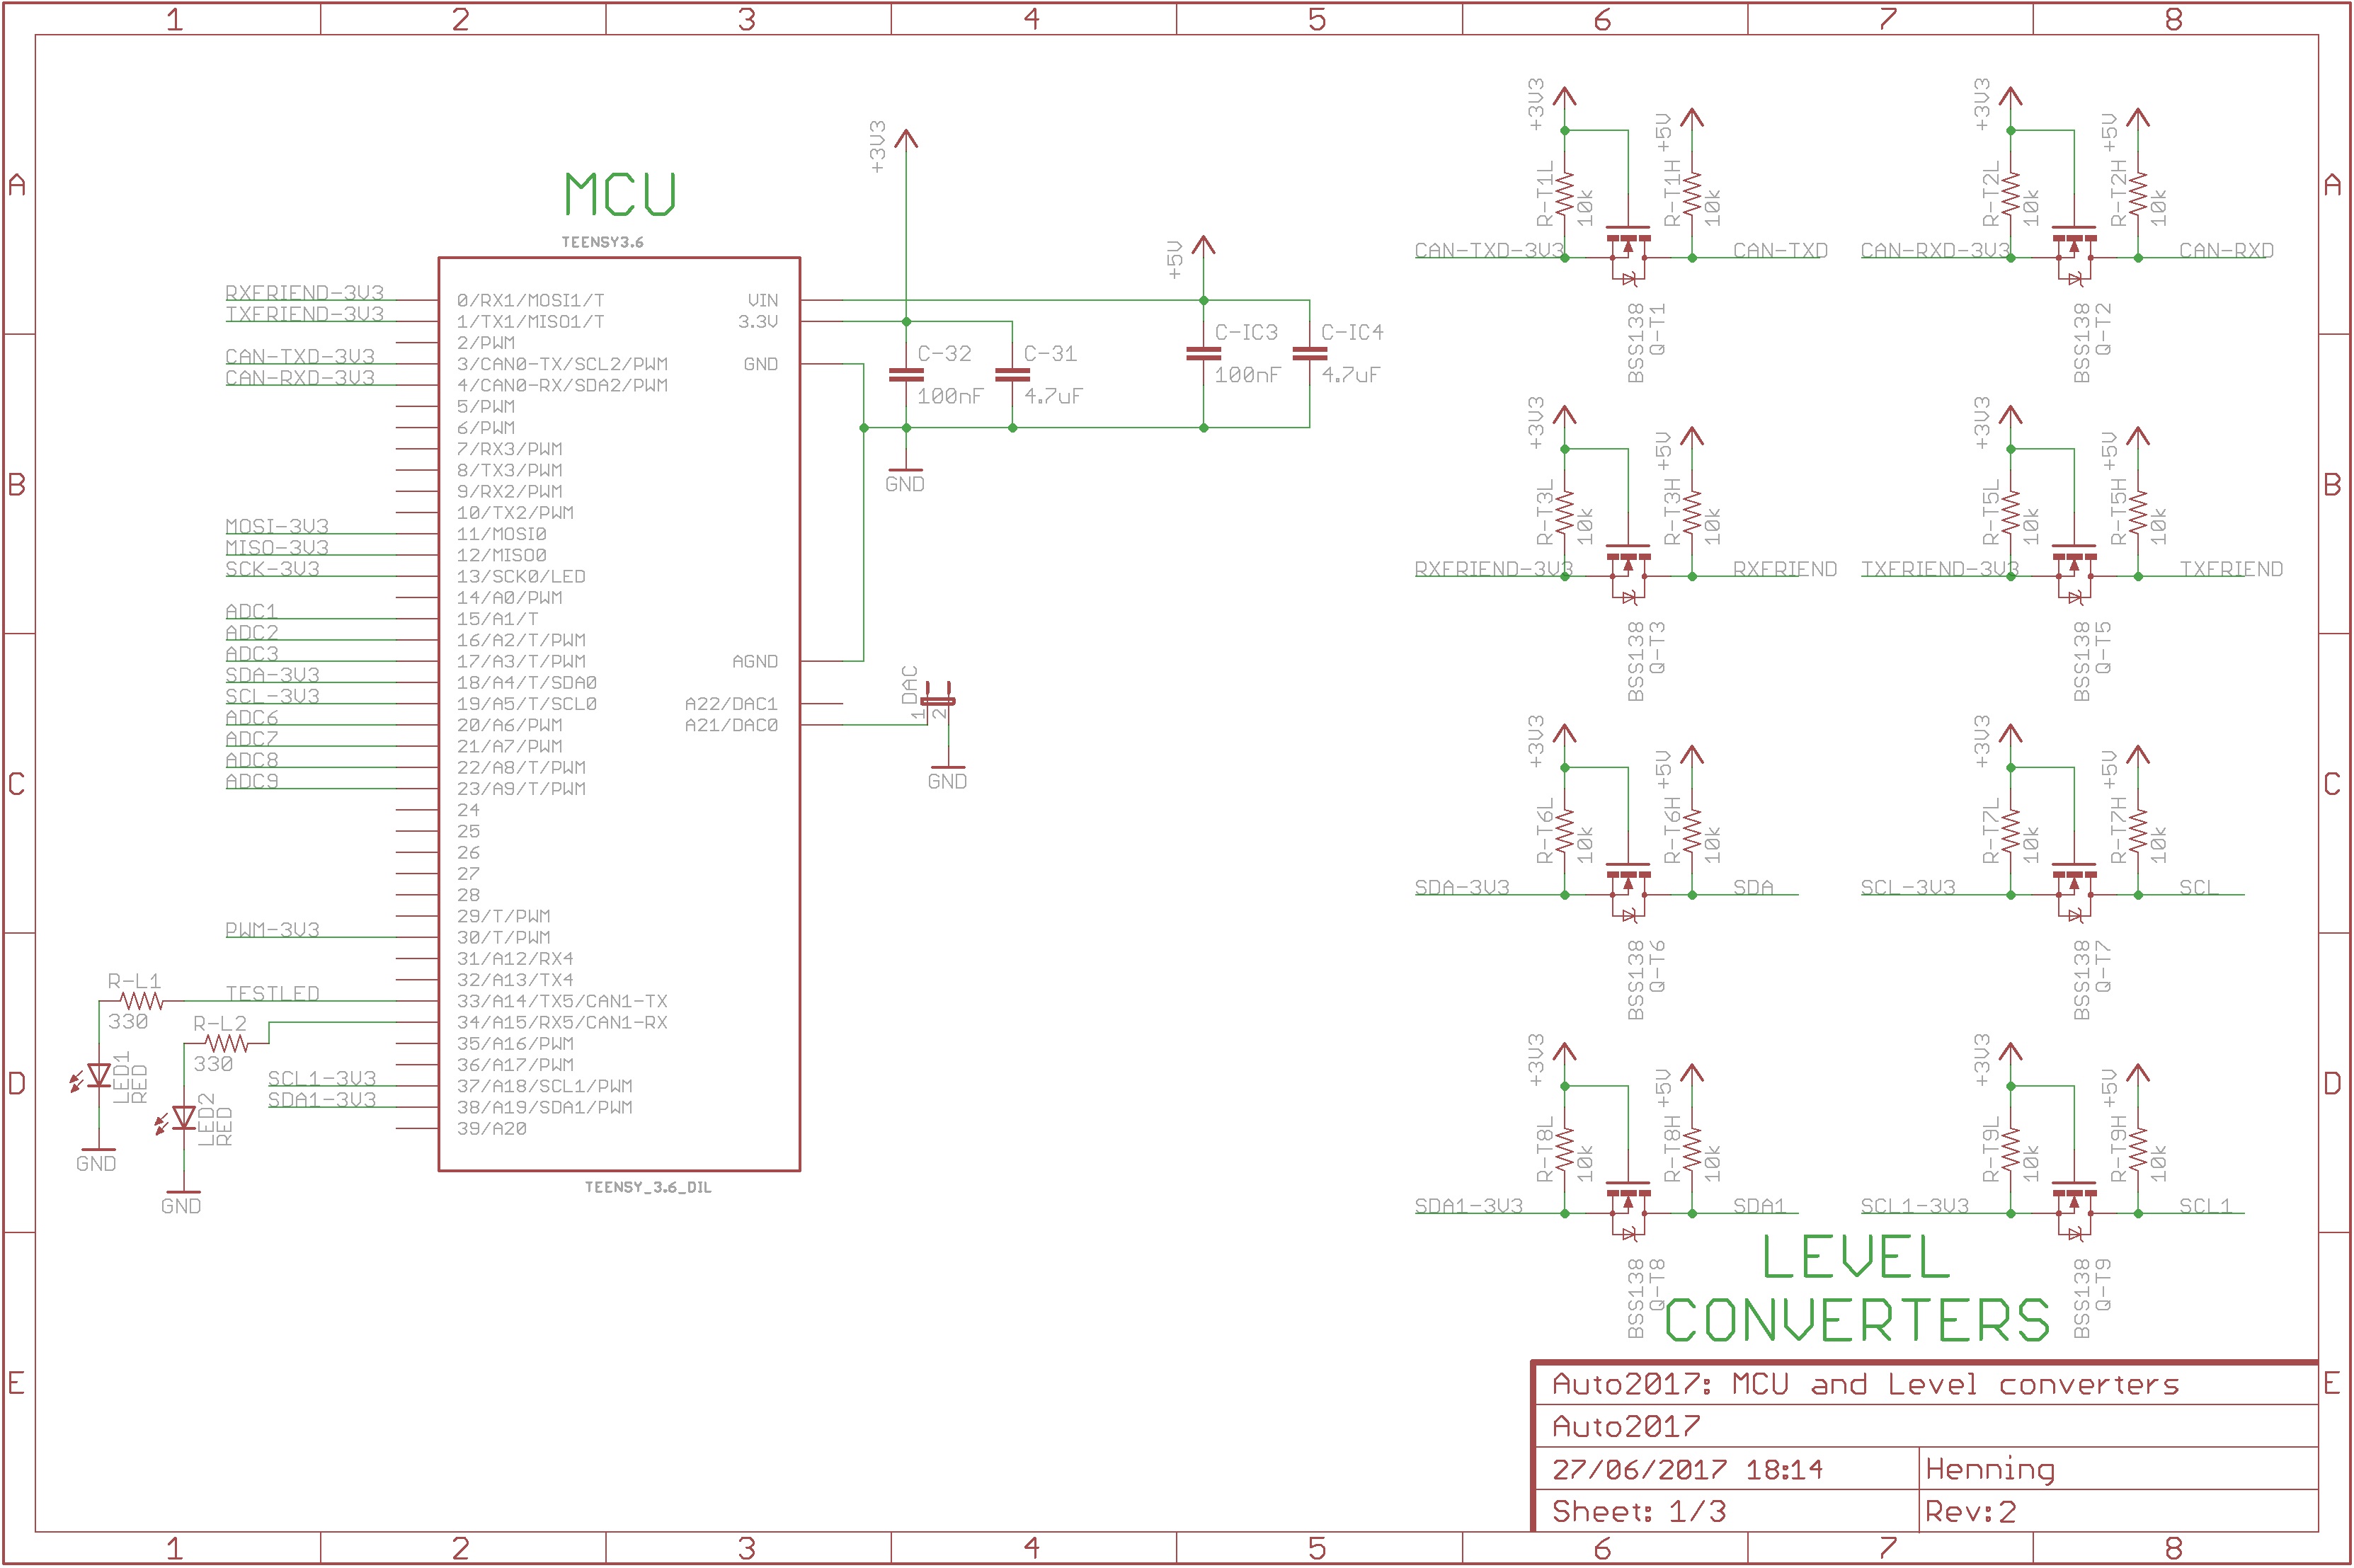 1 2 3 4 5 6 7 8
A A
B B
C C
D D
E E
MCU
TEENSY3.6
RXFRIEND-3V3
TXFRIEND-3V3
CAN-TXD-3V3
CAN-RXD-3V3
MOSI-3V3
MISO-3V3
SCK-3V3
ADC1
ADC2
ADC3
SDA-3V3
SCL-3V3
ADC6
ADC7
ADC8
ADC9
PWM-3V3
TESTLED
SCL1-3V3
SDA1-3V3
R-L1
330
R-L2
330
LED1
RED
LED2
RED
GND
GND
0/RX1/MOSI1/T
1/TX1/MISO1/T
2/PWM
3/CAN0-TX/SCL2/PWM
4/CAN0-RX/SDA2/PWM
5/PWM
6/PWM
7/RX3/PWM
8/TX3/PWM
9/RX2/PWM
10/TX2/PWM
11/MOSI0
12/MISO0
13/SCK0/LED
14/A0/PWM
15/A1/T
16/A2/T/PWM
17/A3/T/PWM
18/A4/T/SDA0
19/A5/T/SCL0
20/A6/PWM
21/A7/PWM
22/A8/T/PWM
23/A9/T/PWM
24
25
26
27
28
29/T/PWM
30/T/PWM
31/A12/RX4
32/A13/TX4
33/A14/TX5/CAN1-TX
34/A15/RX5/CAN1-RX
35/A16/PWM
36/A17/PWM
37/A18/SCL1/PWM
38/A19/SDA1/PWM
39/A20
VIN
3.3V
GND
AGND
A22/DAC1
A21/DAC0
TEENSY_3.6_DIL
+3V3
+5V
C-32
100nF
C-31
4.7uF
C-IC3
100nF
C-IC4
4.7uF
GND
DAC
1
2
GND
+3V3
R-T1L
10k
+5V
R-T1H
10k
CAN-TXD-3V3
CAN-TXD
BSS138
Q-T1
+3V3
R-T2L
10k
+5V
R-T2H
10k
CAN-RXD-3V3
CAN-RXD
BSS138
Q-T2
+3V3
R-T3L
10k
+5V
R-T3H
10k
RXFRIEND-3V3
RXFRIEND
BSS138
Q-T3
+3V3
R-T5L
10k
+5V
R-T5H
10k
TXFRIEND-3V3
TXFRIEND
BSS138
Q-T5
+3V3
R-T6L
10k
+5V
R-T6H
10k
SDA-3V3
SDA
BSS138
Q-T6
+3V3
R-T7L
10k
+5V
R-T7H
10k
SCL-3V3
SCL
BSS138
Q-T7
+3V3
R-T8L
10k
+5V
R-T8H
10k
SDA1-3V3
SDA1
BSS138
Q-T8
+3V3
R-T9L
10k
+5V
R-T9H
10k
SCL1-3V3
SCL1
BSS138
Q-T9
LEVEL
CONVERTERS
Auto2017: MCU and Level converters
Auto2017
27/06/2017 18:14
Henning
Sheet: 1/3
Rev:2
1 2 3 4 5 6 7 8